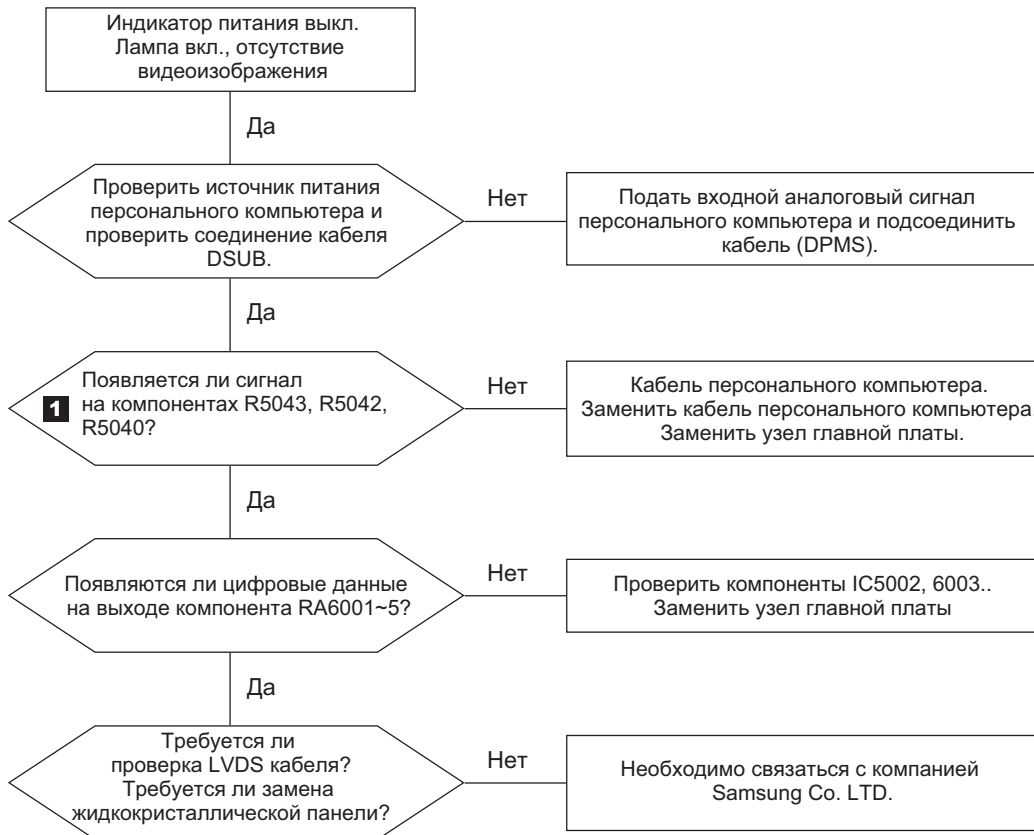 Индикатор питания выкл.
Лампа вкл., отсутствие
видеоизображения
Да
Проверить источник питания
персонального компьютера и
проверить соединение кабеля
DSUB.
Нет
Подать входной аналоговый сигнал
персонального компьютера и подсоединить
кабель (DPMS).
Да
1
Появляется ли сигнал
на компонентах R5043, R5042,
R5040?
Нет
Кабель персонального компьютера.
Заменить кабель персонального компьютера.
Заменить узел главной платы.
Да
Появляются ли цифровые данные
на выходе компонента RA6001~5?
Нет
Проверить компоненты IC5002, 6003..
Заменить узел главной платы
Да
Требуется ли
проверка LVDS кабеля?
Требуется ли замена
жидкокристаллической панели?
Нет
Необходимо связаться с компанией
Samsung Co. LTD.